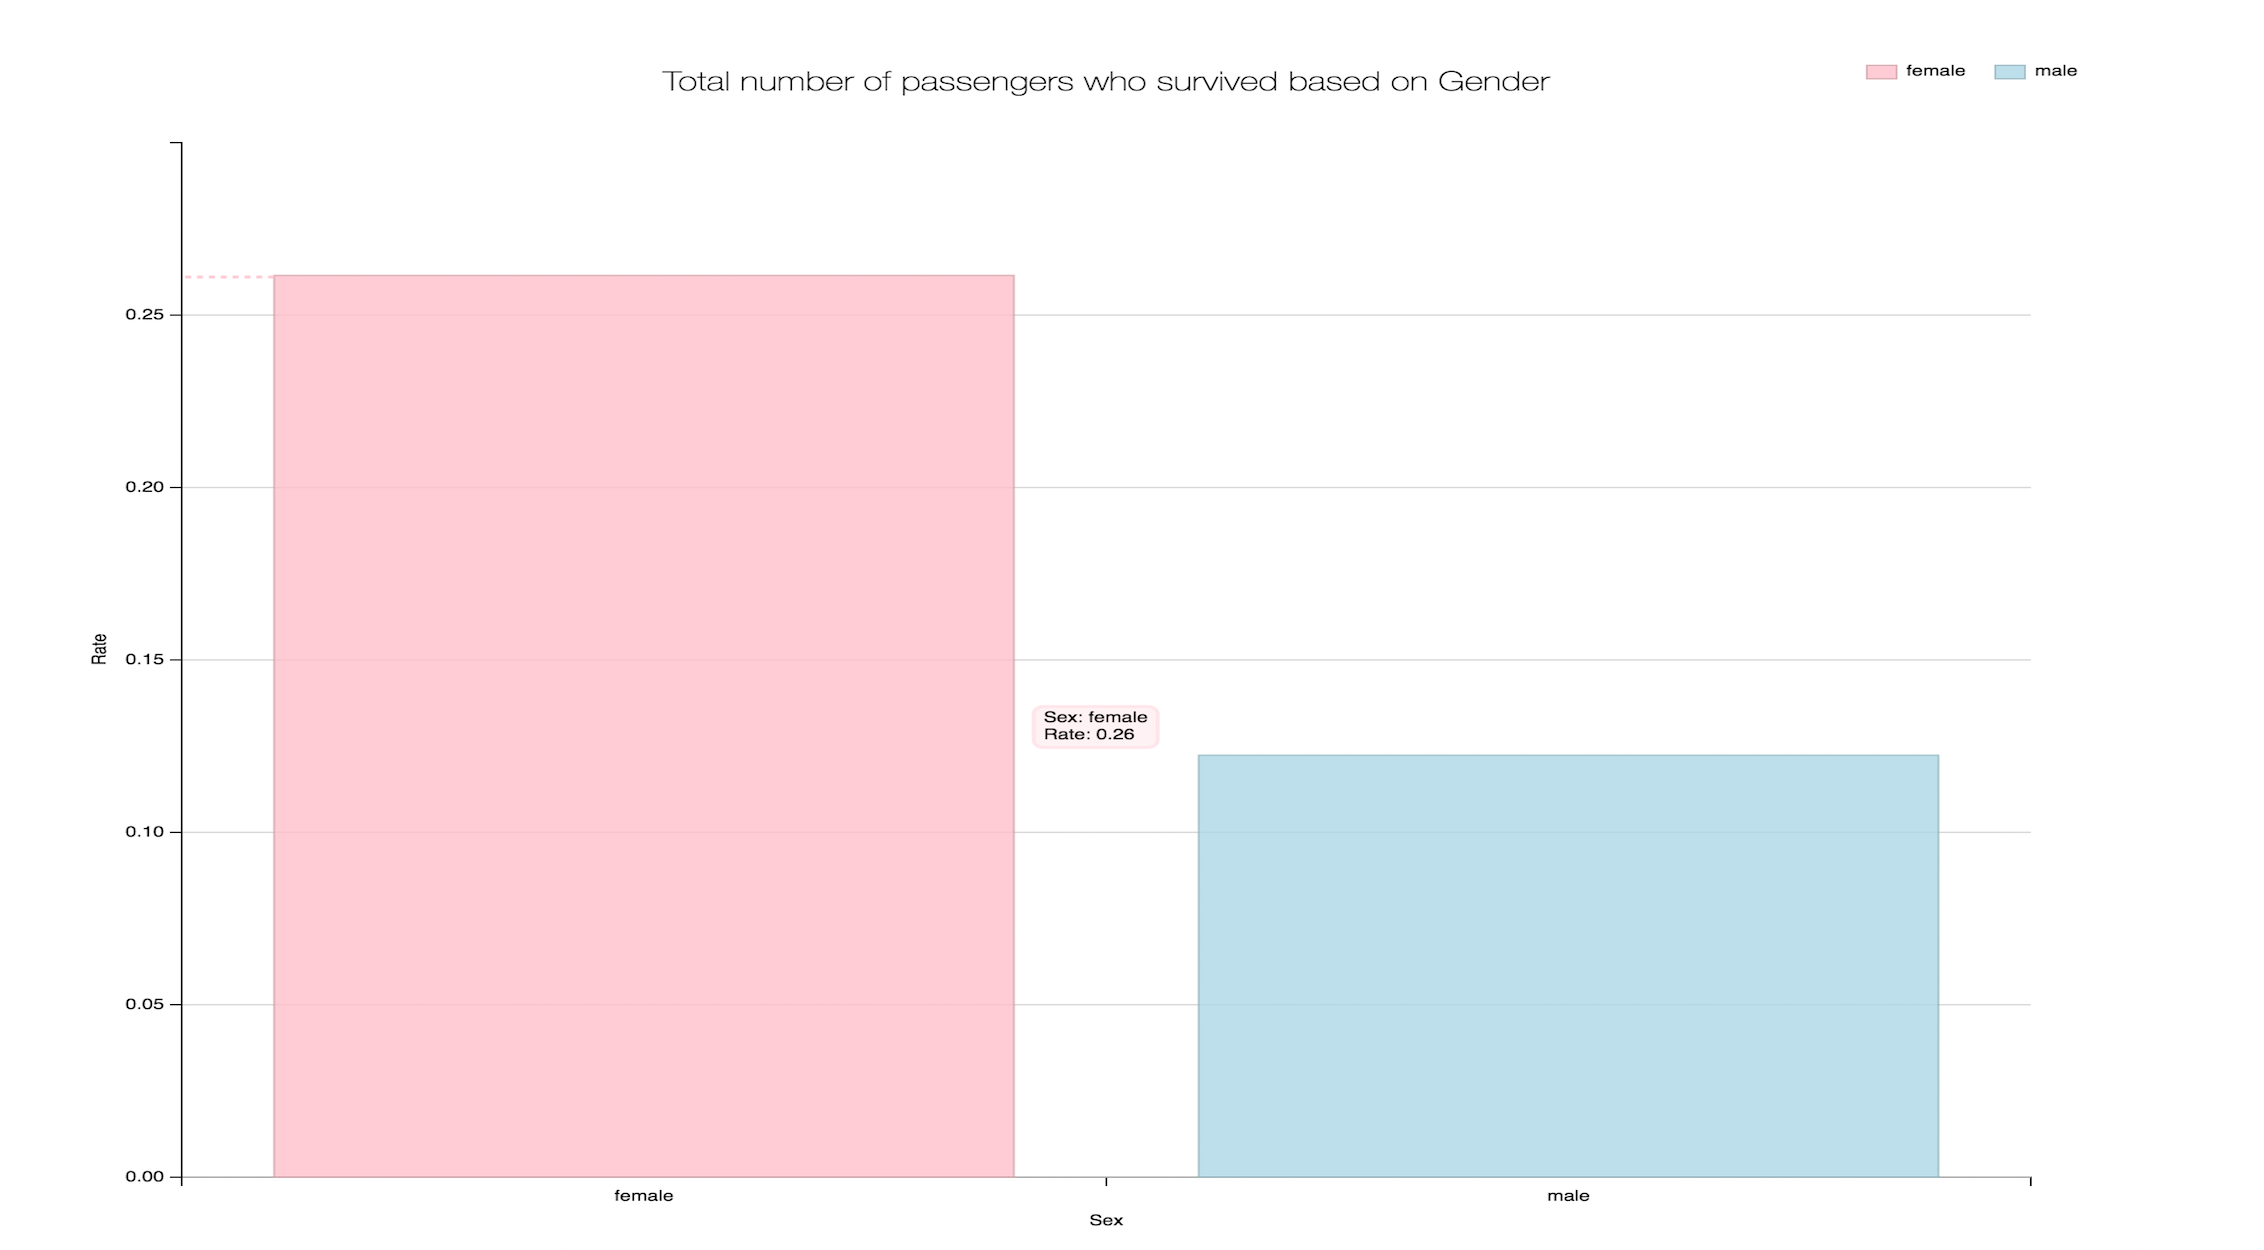 Total number of passengers who survived based on Gender
female
male
0.25
0.20
0.15
0.10
0.05
0.00
Rate
Sex: female
Rate: 0.26
female
male
Sex